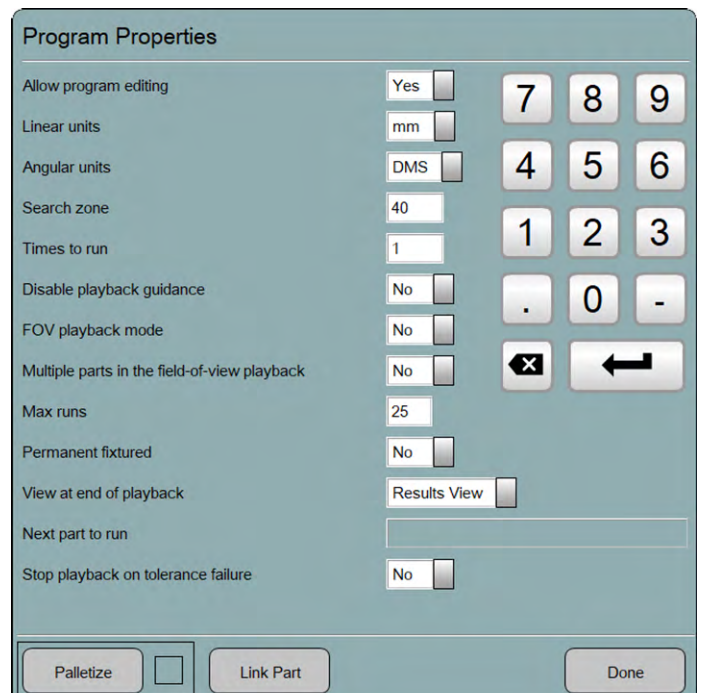 Program Properties
Allow program editing Yes
Linear units mm
Angular units DMS
Search zone 40
Times to run 1
Disable playback guidance No
FOV playback mode No
Multiple parts in the field-of-view playback No
Max runs 25
Permanent fixtured No
View at end of playback Results View
Next part to run
Stop playback on tolerance failure No
7 8 9
4 5 6
1 2 3
. 0 -
Palletize Link Part Done